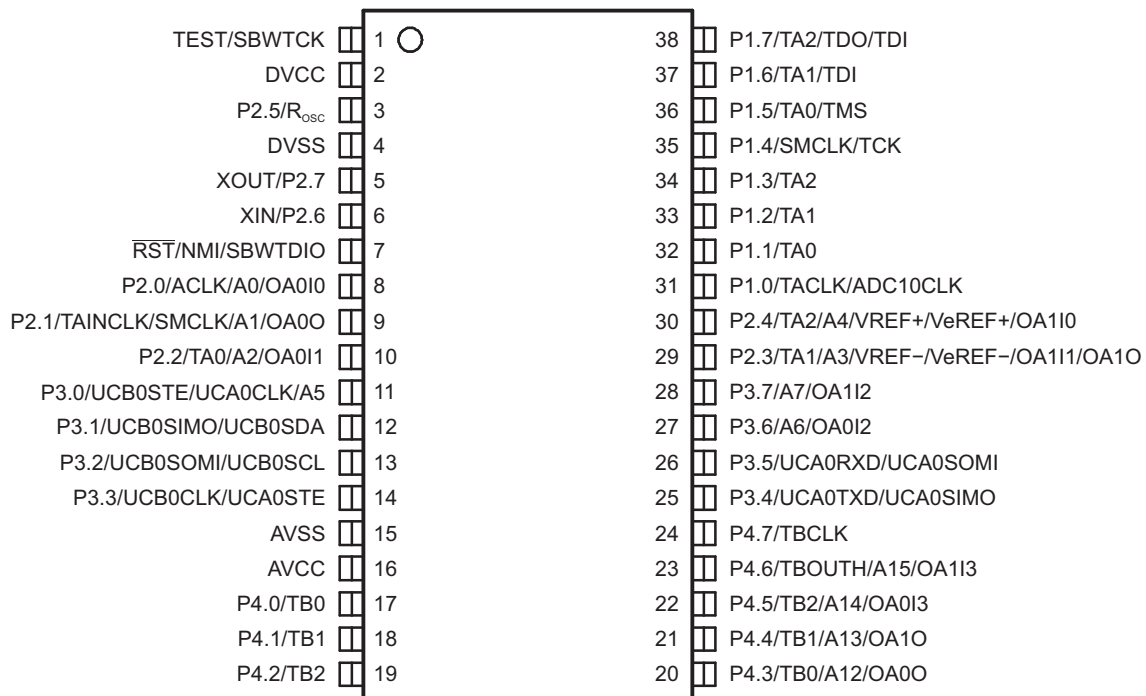 TEST/SBWTCK 1 38 P1.7/TA2/TDO/TDI
DVCC 2 37 P1.6/TA1/TDI
P2.5/ROSC 3 36 P1.5/TA0/TMS
DVSS 4 35 P1.4/SMCLK/TCK
XOUT/P2.7 5 34 P1.3/TA2
XIN/P2.6 6 33 P1.2/TA1
RST/NMI/SBWTDIO 7 32 P1.1/TA0
P2.0/ACLK/A0/OA0I0 8 31 P1.0/TACLK/ADC10CLK
P2.1/TAINCLK/SMCLK/A1/OA0O 9 30 P2.4/TA2/A4/VREF+/VeREF+/OA1I0
P2.2/TA0/A2/OA0I1 10 29 P2.3/TA1/A3/VREF−/VeREF−/OA1I1/OA1O
P3.0/UCB0STE/UCA0CLK/A5 11 28 P3.7/A7/OA1I2
P3.1/UCB0SIMO/UCB0SDA 12 27 P3.6/A6/OA0I2
P3.2/UCB0SOMI/UCB0SCL 13 26 P3.5/UCA0RXD/UCA0SOMI
P3.3/UCB0CLK/UCA0STE 14 25 P3.4/UCA0TXD/UCA0SIMO
AVSS 15 24 P4.7/TBCLK
AVCC 16 23 P4.6/TBOUTH/A15/OA1I3
P4.0/TB0 17 22 P4.5/TB2/A14/OA0I3
P4.1/TB1 18 21 P4.4/TB1/A13/OA1O
P4.2/TB2 19 20 P4.3/TB0/A12/OA0O